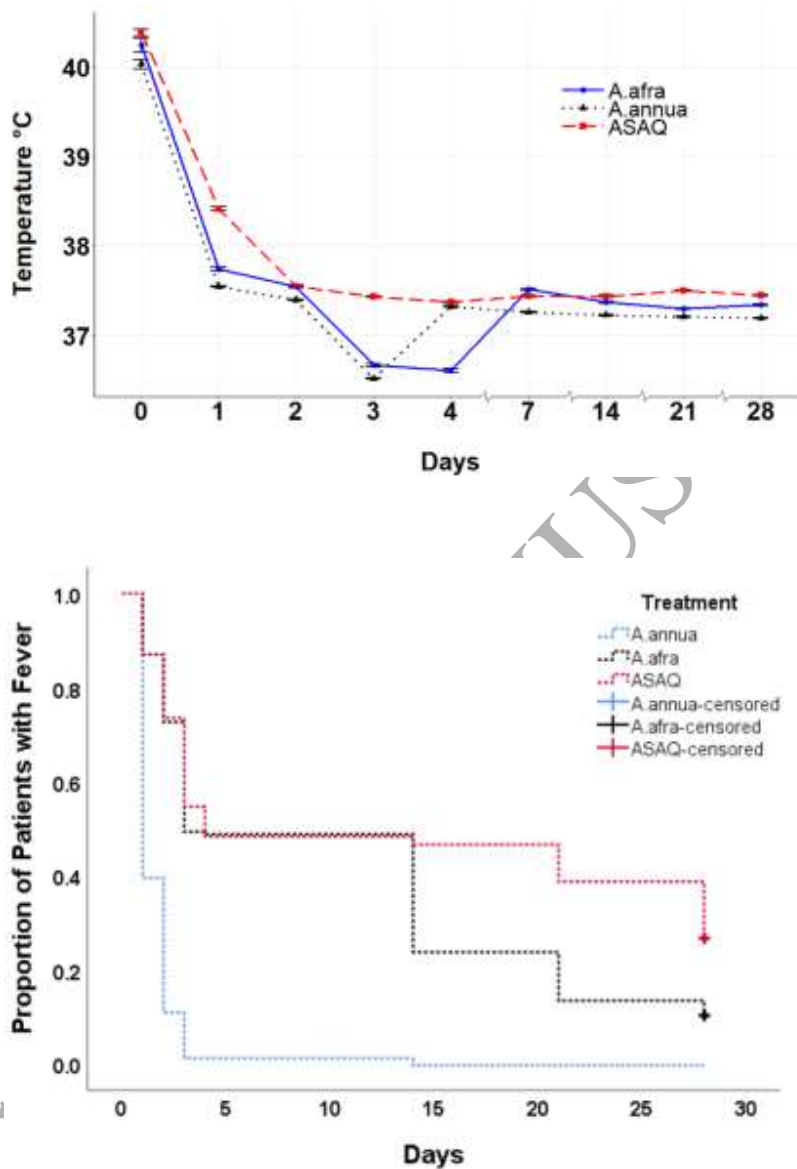 Temperature °C
40
39
38
37
A.afra
A.annua
ASAQ
0 1 2 3 4 7 14 21 28
Days
US
Proportion of Patients with Fever
1.0
0.8
0.6
0.4
0.2
0.0
Treatment
A.annua
A.afra
ASAQ
A.annua-censored
A.afra-censored
ASAQ-censored
0 5 10 15 20 25 30
Days